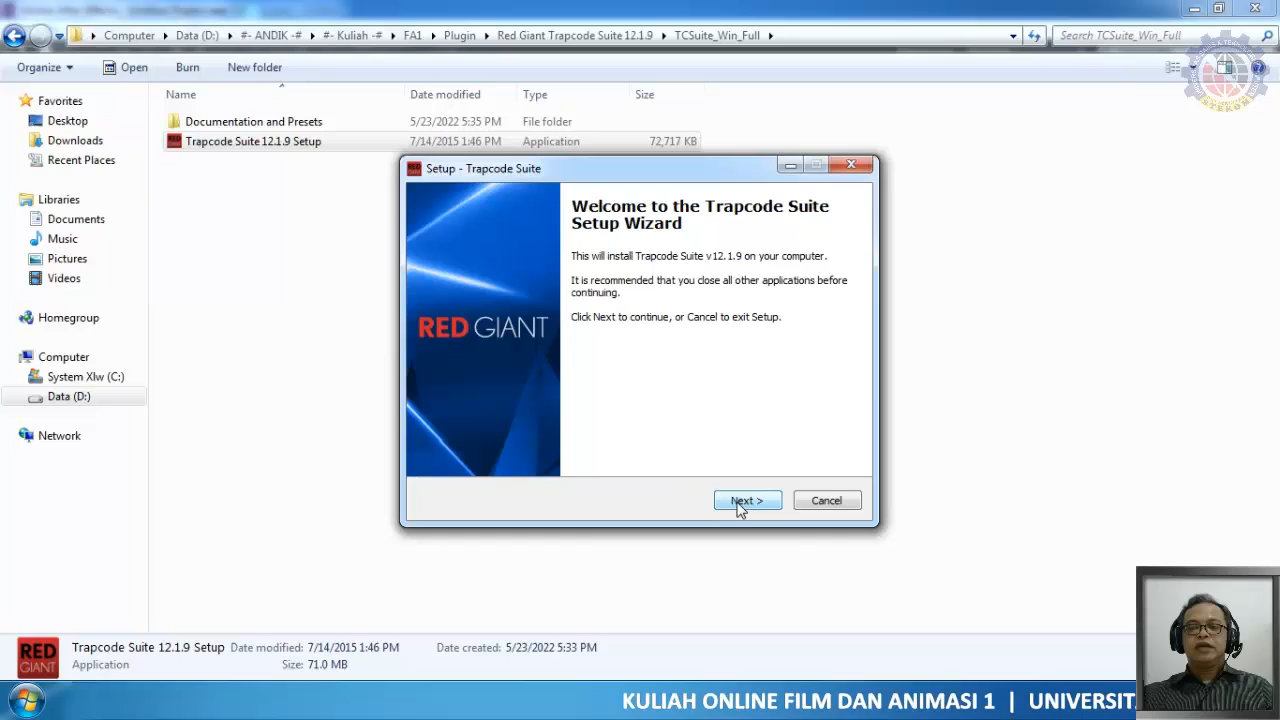 Computer Data (D:) #- ANDIK -# #- Kuliah -# FA1 Plugin Red Giant Trapcode Suite 12.1.9 TCSuite_Win_Full Search TCSuite_Win_Full
Organize Open Burn New folder
Name Date modified Type Size
Documentation and Presets 5/23/2022 5:35 PM File folder
Trapcode Suite 12.1.9 Setup 7/14/2015 1:46 PM Application 72,717 KB
Favorites
Desktop
Downloads
Recent Places
Libraries
Documents
Music
Pictures
Videos
Homegroup
Computer
System Xlw (C:)
Data (D:)
Network
Setup - Trapcode Suite
RED GIANT
Welcome to the Trapcode Suite
Setup Wizard
This will install Trapcode Suite v12.1.9 on your computer.
It is recommended that you close all other applications before
continuing.
Click Next to continue, or Cancel to exit Setup.
Next >
Cancel
RED
GIANT
Trapcode Suite 12.1.9 Setup Date modified: 7/14/2015 1:46 PM Date created: 5/23/2022 5:33 PM
Application Size: 71.0 MB
KULIAH ONLINE FILM DAN ANIMASI 1 | UNIVERSIT